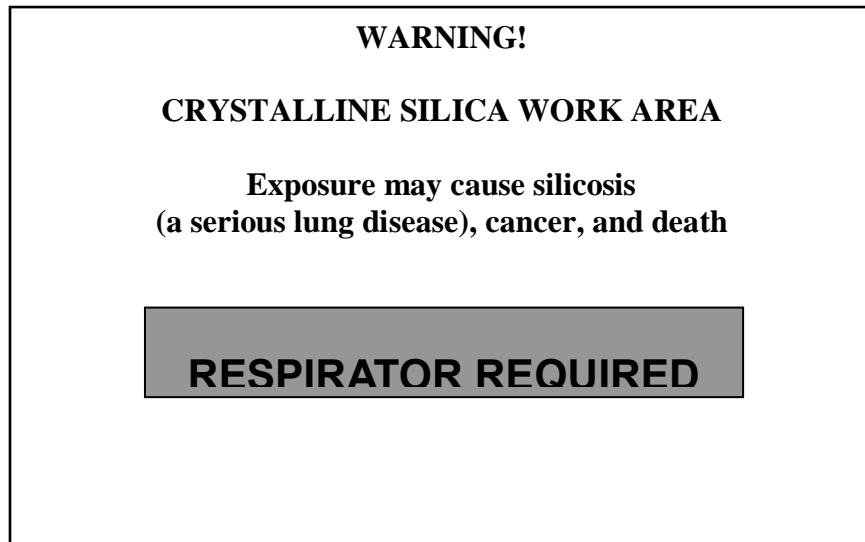 WARNING!
CRYSTALLINE SILICA WORK AREA
Exposure may cause silicosis
(a serious lung disease), cancer, and death
RESPIRATOR REQUIRED